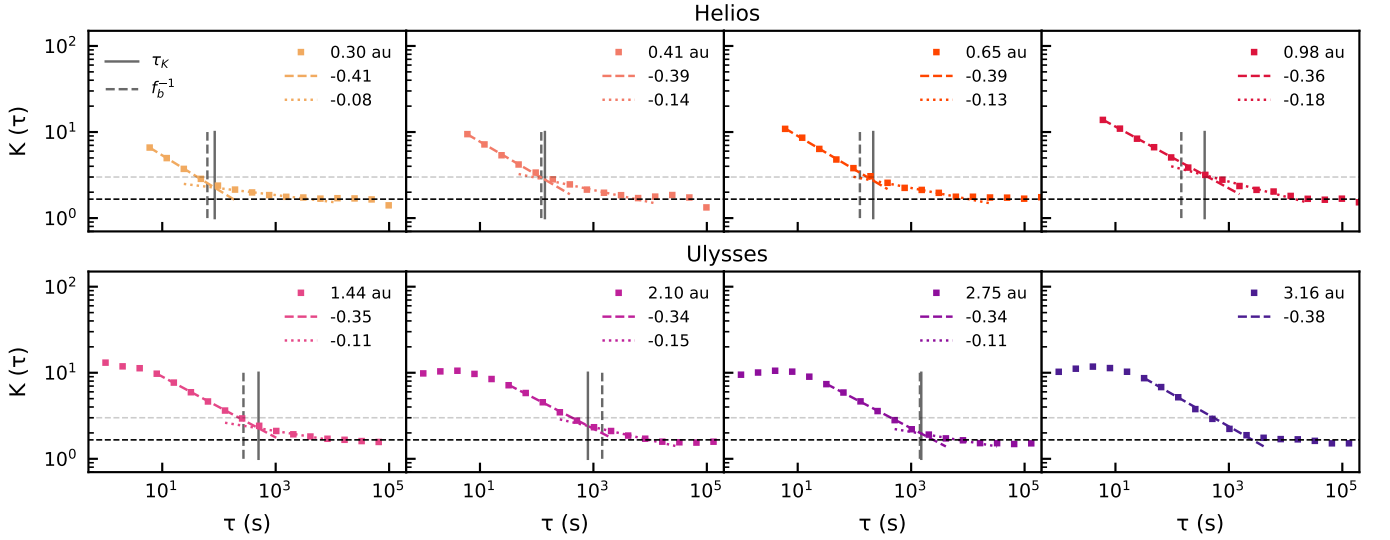 Helios
K (τ)
10²
10¹
10⁰
τ_K
f_b⁻¹
0.30 au
-0.41
-0.08
0.41 au
-0.39
-0.14
0.65 au
-0.39
-0.13
0.98 au
-0.36
-0.18
Ulysses
K (τ)
10²
10¹
10⁰
1.44 au
-0.35
-0.11
2.10 au
-0.34
-0.15
2.75 au
-0.34
-0.11
3.16 au
-0.38
10¹ 10³ 10⁵
10¹ 10³ 10⁵
10¹ 10³ 10⁵
10¹ 10³ 10⁵
τ (s)
τ (s)
τ (s)
τ (s)